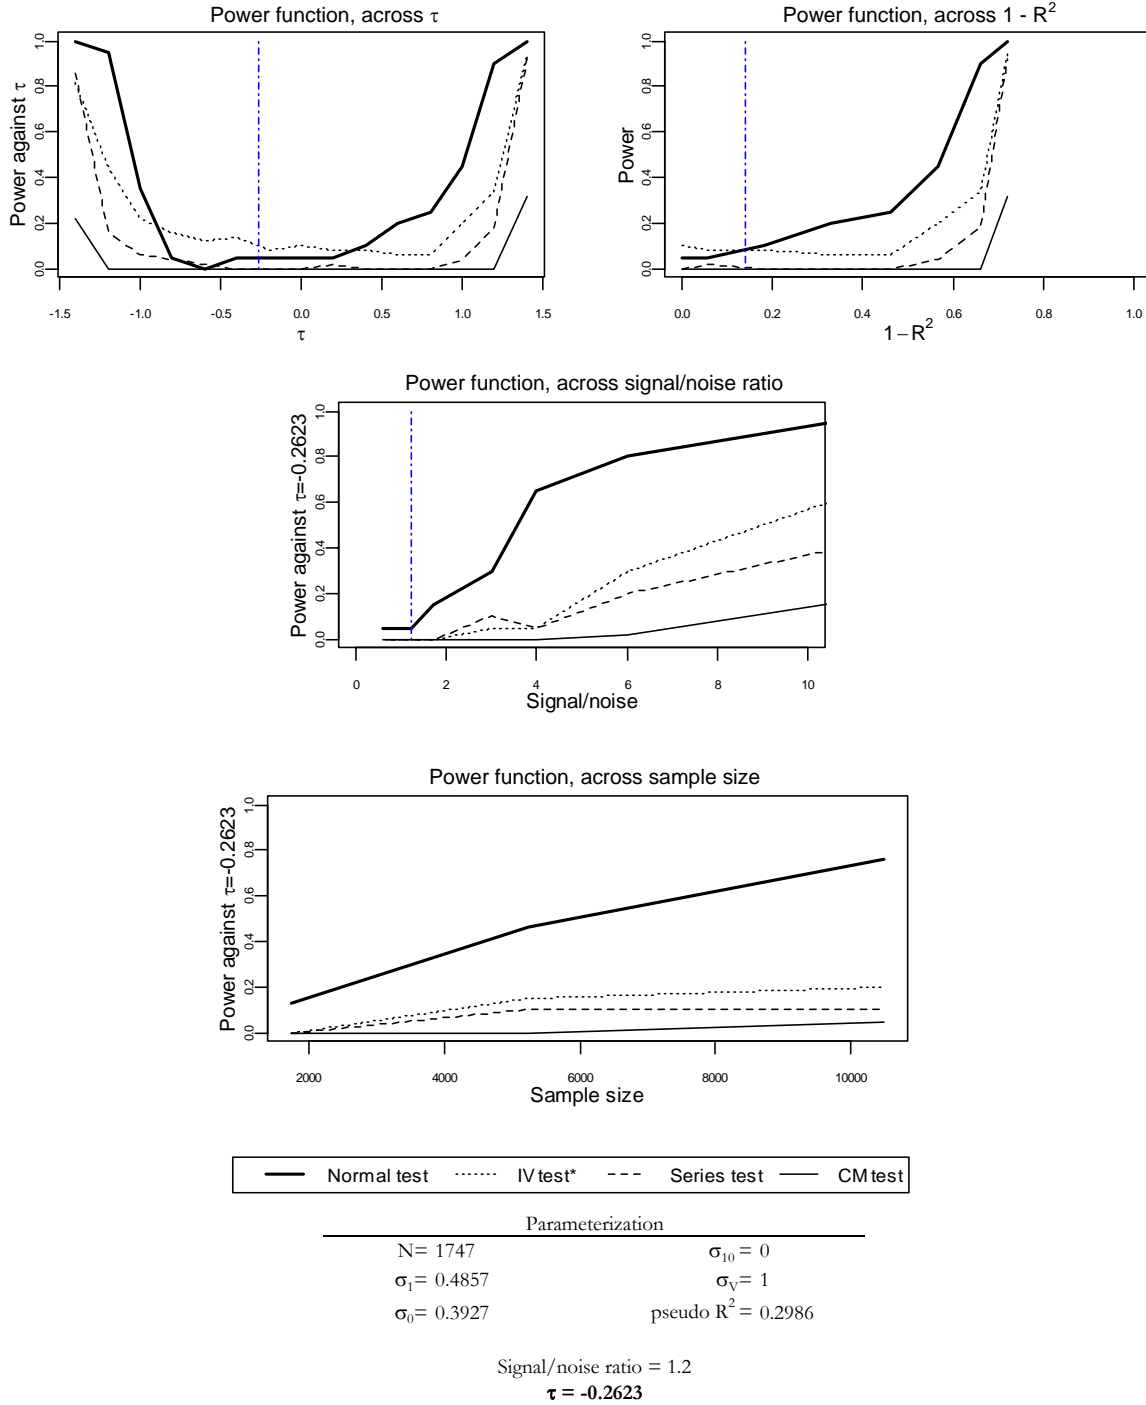 Power function, across τ
Power against τ
1.0
0.8
0.6
0.4
0.2
0.0
-1.5 -1.0 -0.5 0.0 0.5 1.0 1.5
τ
Power function, across 1 - R²
Power
1.0
0.8
0.6
0.4
0.2
0.0
0.0 0.2 0.4 0.6 0.8 1.0
1−R²
Power function, across signal/noise ratio
Power against τ=-0.2623
1.0
0.8
0.6
0.4
0.2
0.0
0 2 4 6 8 10
Signal/noise
Power function, across sample size
Power against τ=-0.2623
1.0
0.8
0.6
0.4
0.2
0.0
2000 4000 6000 8000 10000
Sample size
Normal test IV test* Series test CM test
Parameterization
N= 1747 σ₁₀ = 0
σ₁= 0.4857 σᵥ= 1
σ₀= 0.3927 pseudo R² = 0.2986
Signal/noise ratio = 1.2
τ = -0.2623